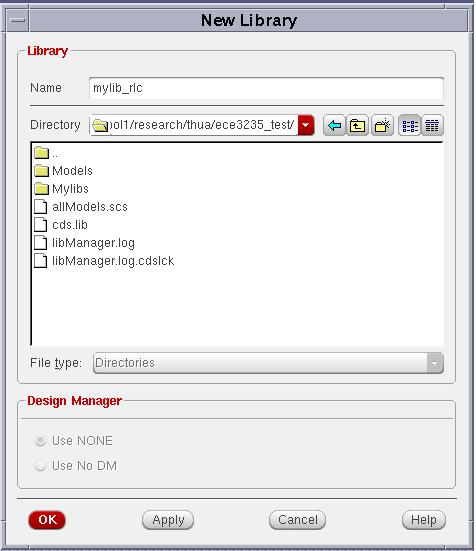 New Library
Library
Name mylib_rlc
Directory ool1/research/thua/ece3235_test/
..
Models
Mylibs
allModels.scs
cds.lib
libManager.log
libManager.log.cdslck
File type: Directories
Design Manager
Use NONE
Use No DM
OK Apply Cancel Help